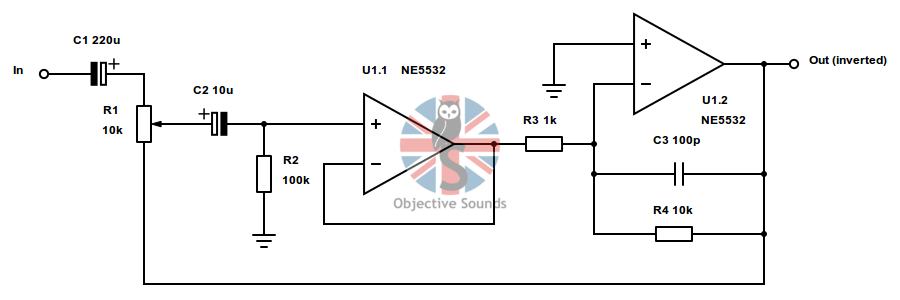 C1 220u
In
R1
10k
C2 10u
R2
100k
U1.1 NE5532
Objective Sounds
R3 1k
Out (inverted)
U1.2
NE5532
C3 100p
R4 10k